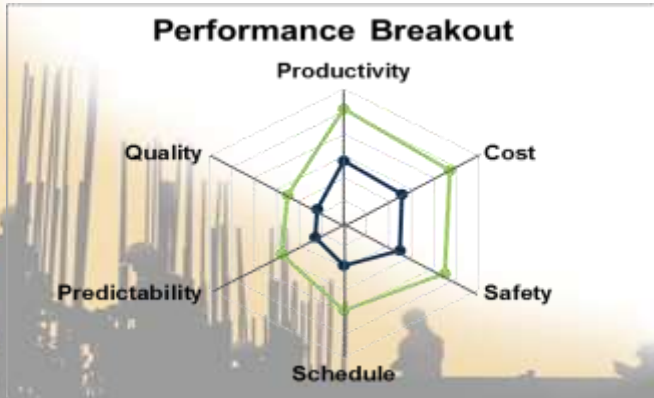 Performance Breakout
Productivity
Quality
Cost
Predictability
Safety
Schedule